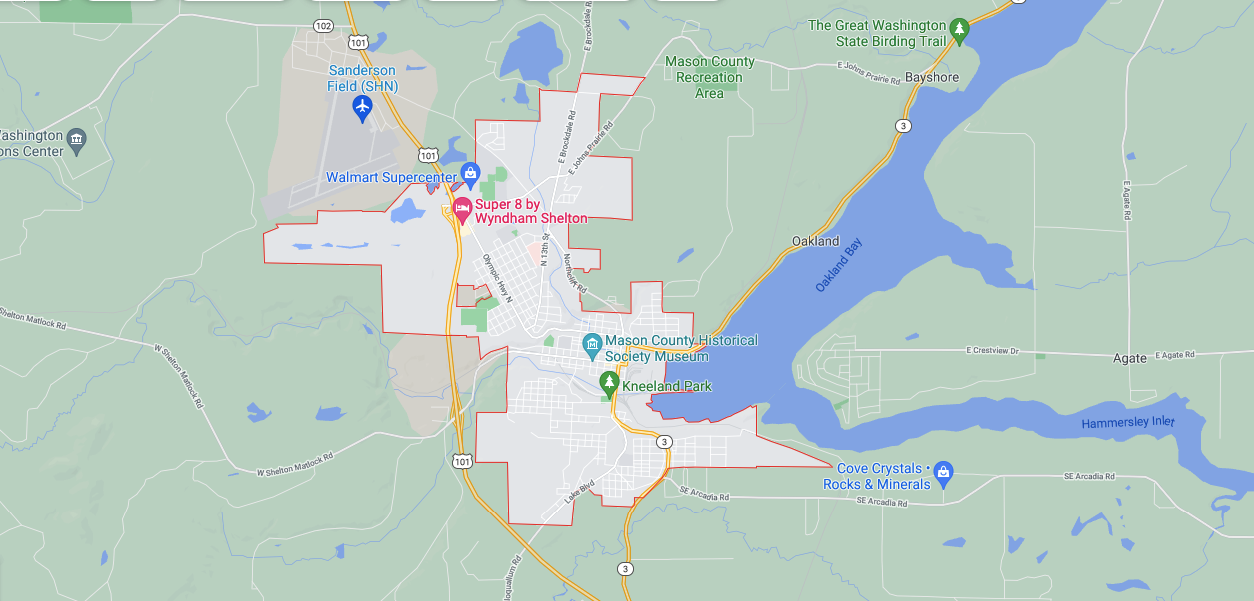 102
101
Sanderson
Field (SHN)
E Brockdale Rd
The Great Washington
State Birding Trail
Mason County
Recreation
Area
E Johns Prairie Rd
Bayshore
3
ashington
ons Center
101
E Brockdale Rd
E Johns Prairie Rd
Walmart Supercenter
Super 8 by
Wyndham Shelton
E Agate Rd
N 13th St
Olympic Hwy N
Northcliff Rd
Oakland
Oakland Bay
Shelton Matlock Rd
W Shelton Matlock Rd
Mason County Historical
Society Museum
E Crestview Dr
Agate
E Agate Rd
Kneeland Park
Hammersley Inlet
3
101
W Shelton Matlock Rd
Cove Crystals •
Rocks & Minerals
SE Arcadia Rd
Lake Blvd
SE Arcadia Rd
SE Arcadia Rd
3